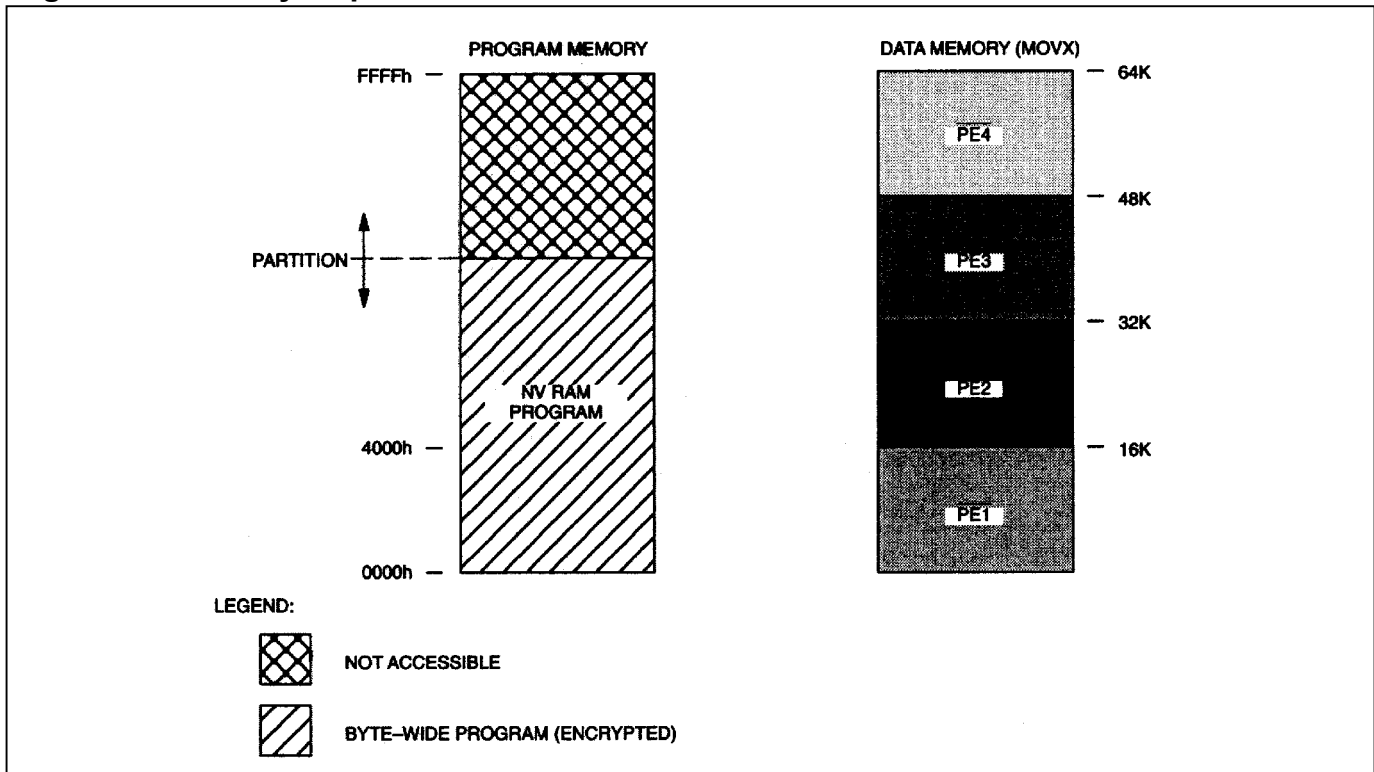 PROGRAM MEMORY
FFFFh
PARTITION
NV RAM
PROGRAM
4000h
0000h
DATA MEMORY (MOVX)
64K
PE4
48K
PE3
32K
PE2
16K
PE1
LEGEND:
NOT ACCESSIBLE
BYTE–WIDE PROGRAM (ENCRYPTED)